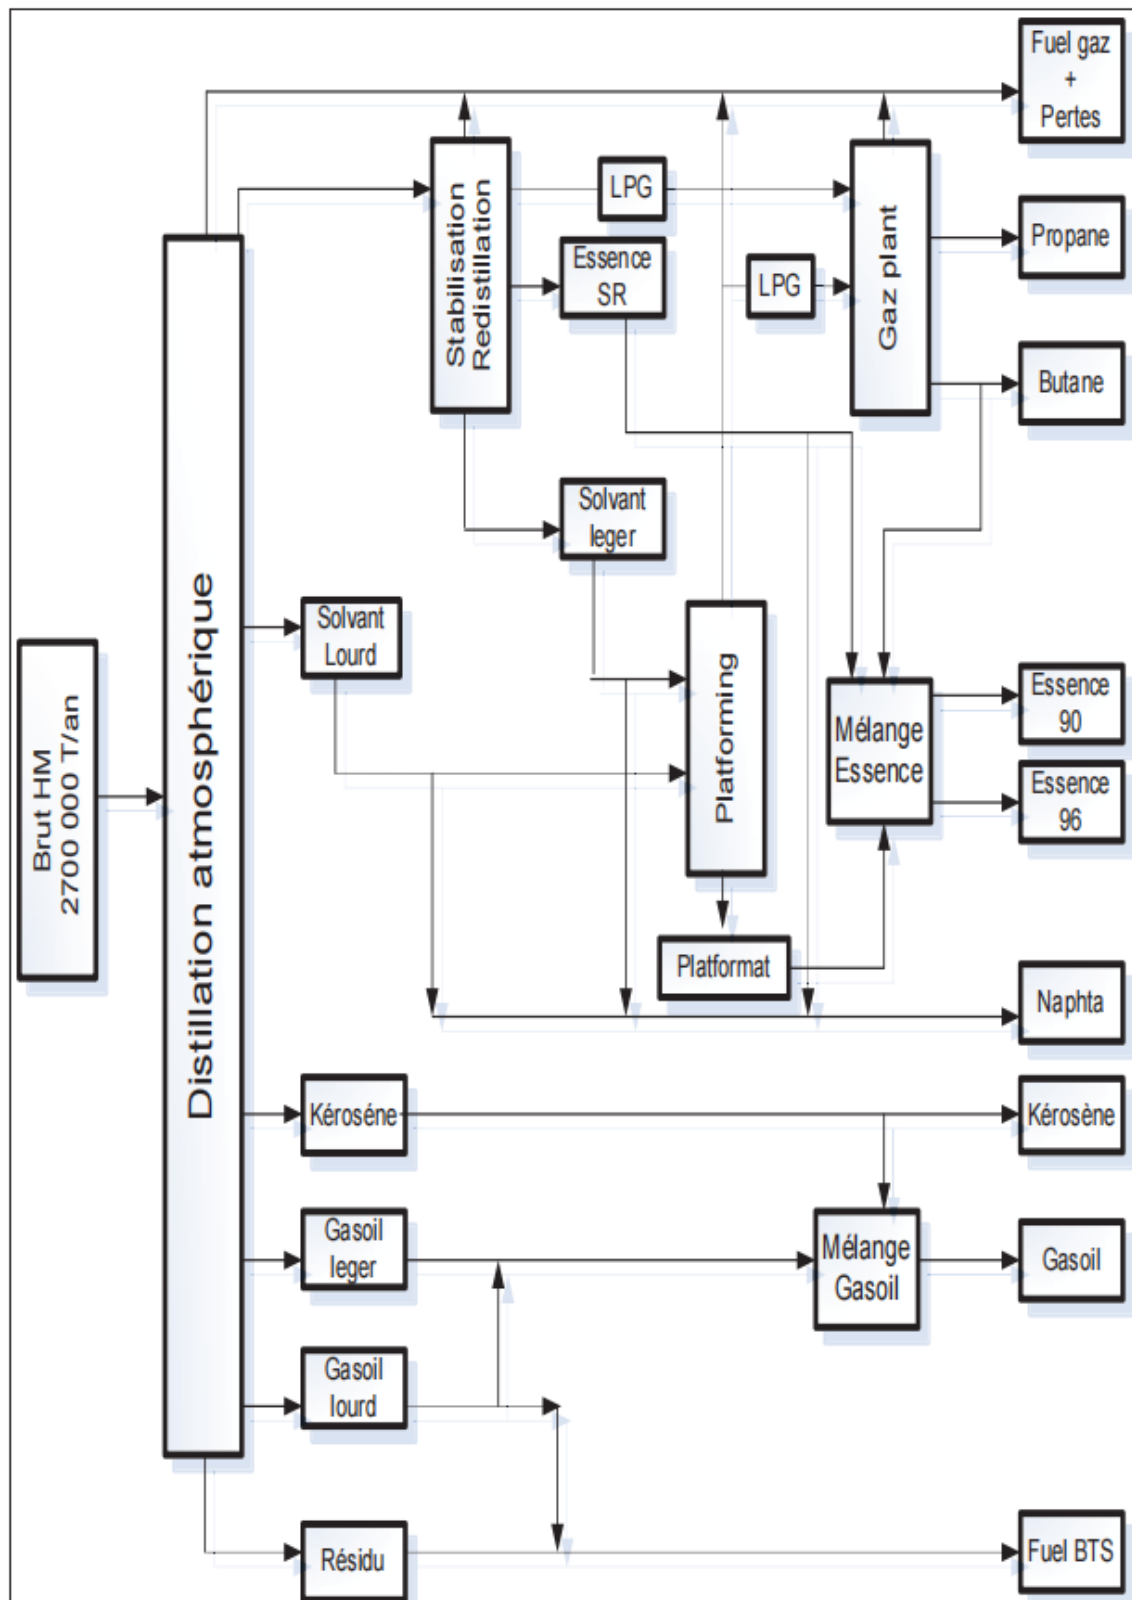 Fuel gaz
+
Pertes
LPG
Stabilisation
Redistillation
Essence
SR
LPG
Gaz plant
Propane
Butane
Solvant
leger
Solvant
Lourd
Brut HM
2700 000 T/an
Distillation atmosphérique
Platforming
Mélange
Essence
Essence
90
Essence
96
Platformat
Naphta
Kéroséne
Kérosène
Gasoil
leger
Mélange
Gasoil
Gasoil
Gasoil
lourd
Résidu
Fuel BTS